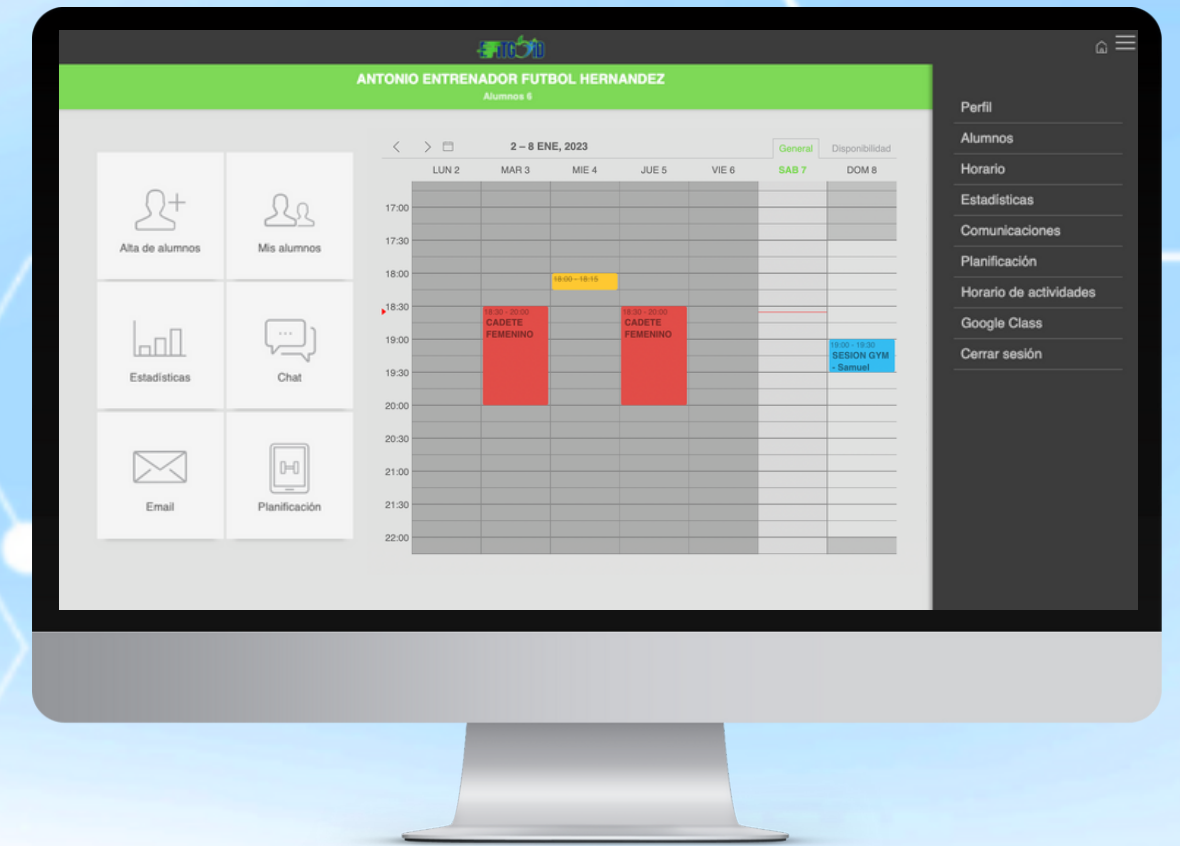 ANTONIO ENTRENADOR FUTBOL HERNANDEZ
Alumnos 6
Alta de alumnos
Mis alumnos
Estadísticas
Chat
Email
Planificación
2 – 8 ENE, 2023
General
Disponibilidad
LUN 2
MAR 3
MIE 4
JUE 5
VIE 6
SAB 7
DOM 8
17:00
17:30
18:00
18:30
19:00
19:30
20:00
20:30
21:00
21:30
22:00
18:30 - 20:00
CADETE
FEMENINO
18:00 - 18:15
18:30 - 20:00
CADETE
FEMENINO
19:00 - 19:30
SESION GYM
- Samuel
Perfil
Alumnos
Horario
Estadísticas
Comunicaciones
Planificación
Horario de actividades
Google Class
Cerrar sesión